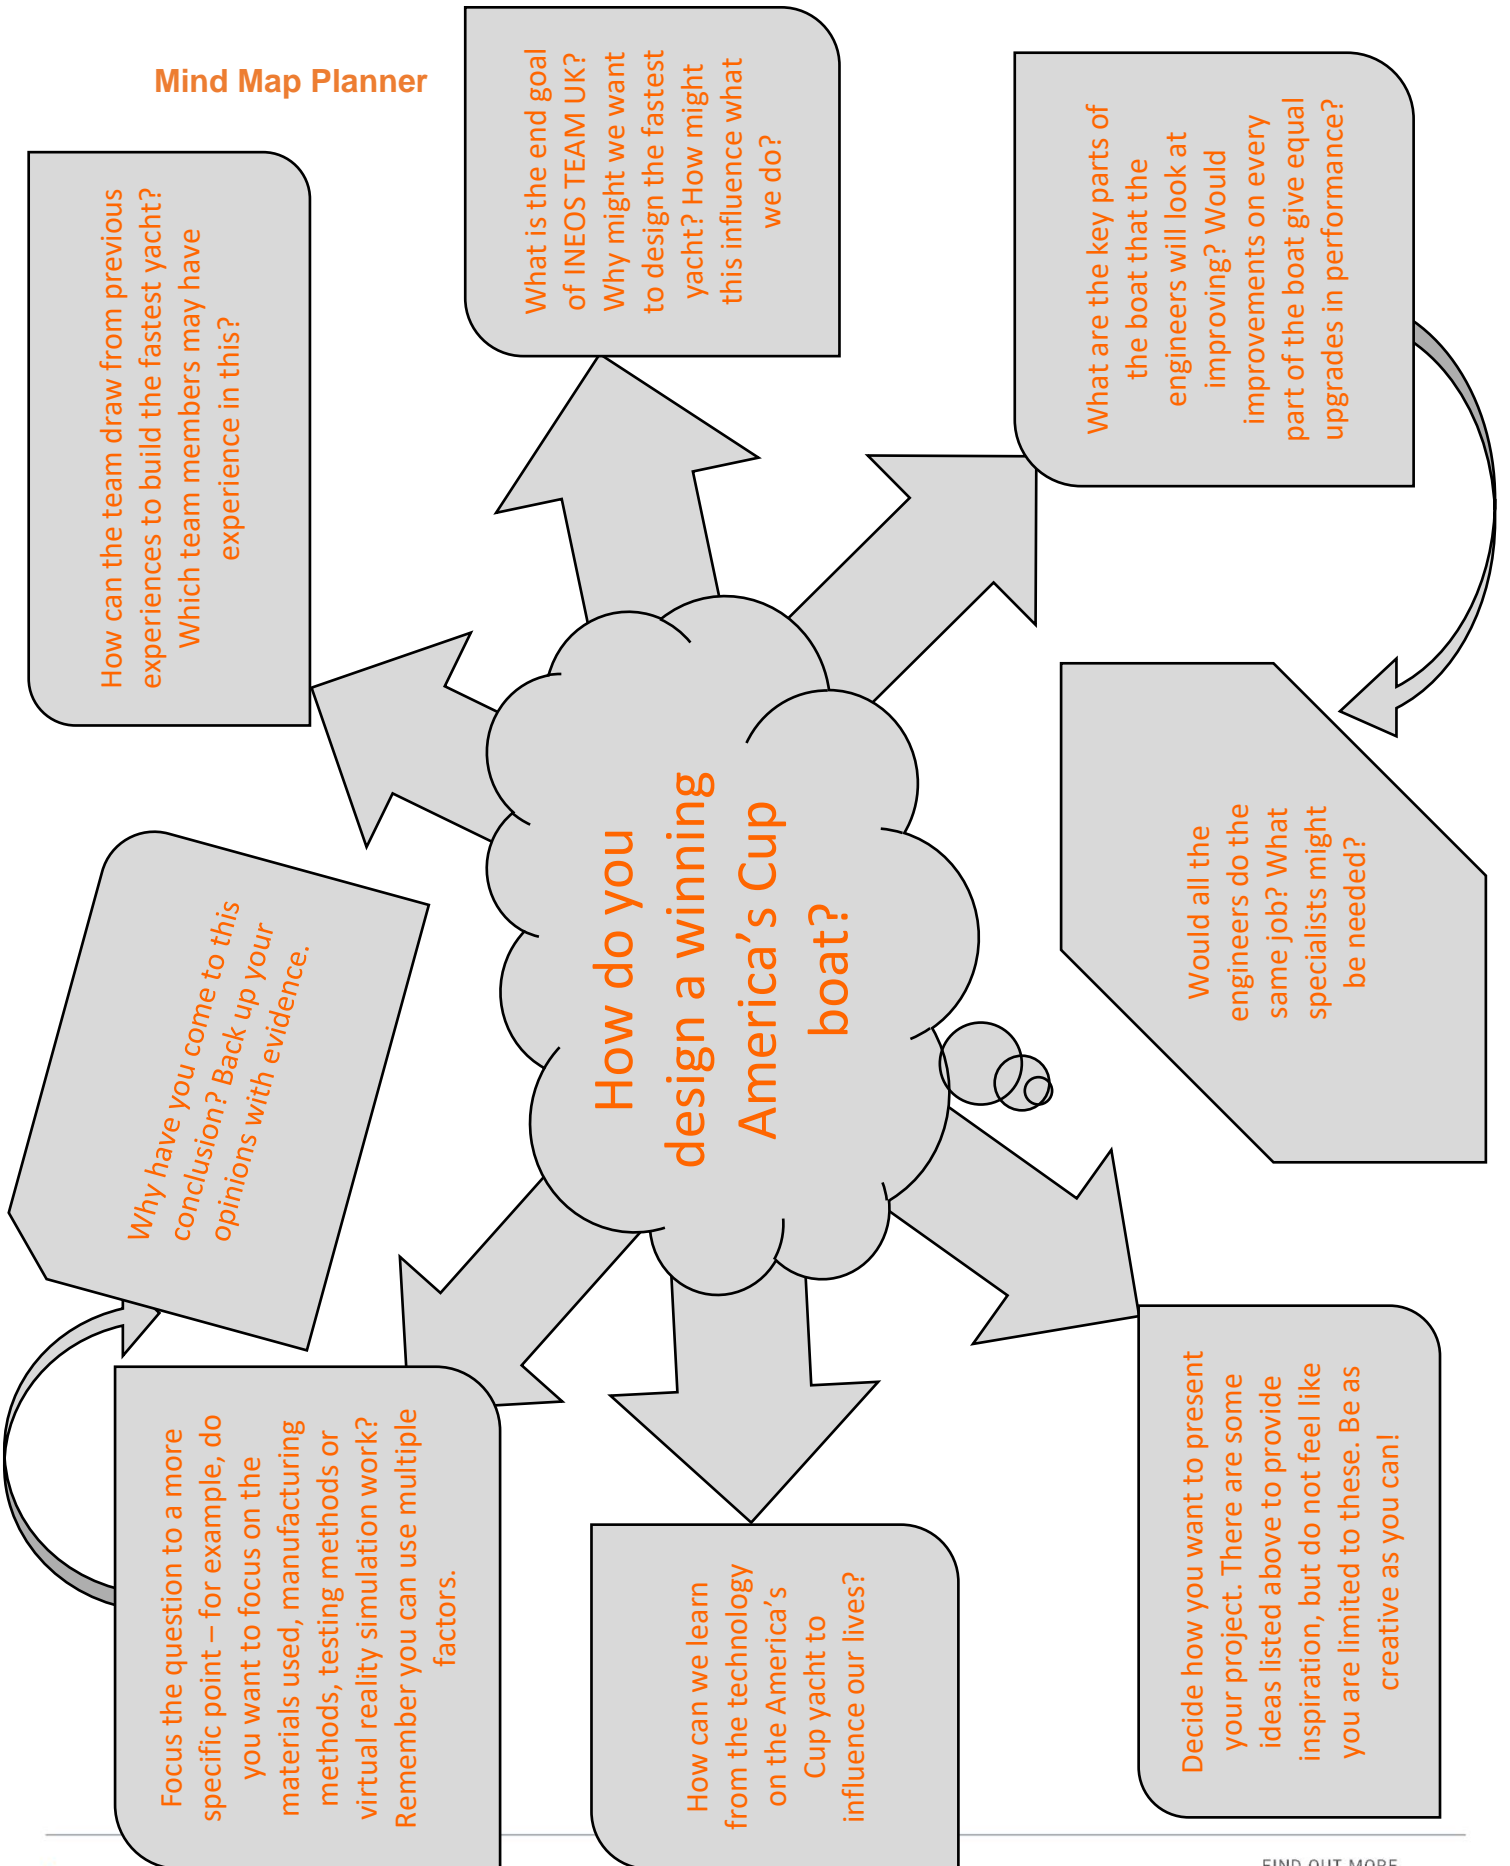 Mind Map Planner
How can the team draw from previous
experiences to build the fastest yacht?
Which team members may have
experience in this?
What is the end goal
of INEOS TEAM UK?
Why might we want
to design the fastest
yacht? How might
this influence what
we do?
What are the key parts of
the boat that the
engineers will look at
improving? Would
improvements on every
part of the boat give equal
upgrades in performance?
Why have you come to this
conclusion? Back up your
opinions with evidence.
How do you
design a winning
America’s Cup
boat?
Would all the
engineers do the
same job? What
specialists might
be needed?
Focus the question to a more
specific point – for example, do
you want to focus on the
materials used, manufacturing
methods, testing methods or
virtual reality simulation work?
Remember you can use multiple
factors.
How can we learn
from the technology
on the America’s
Cup yacht to
influence our lives?
Decide how you want to present
your project. There are some
ideas listed above to provide
inspiration, but do not feel like
you are limited to these. Be as
creative as you can!
FIND OUT MORE